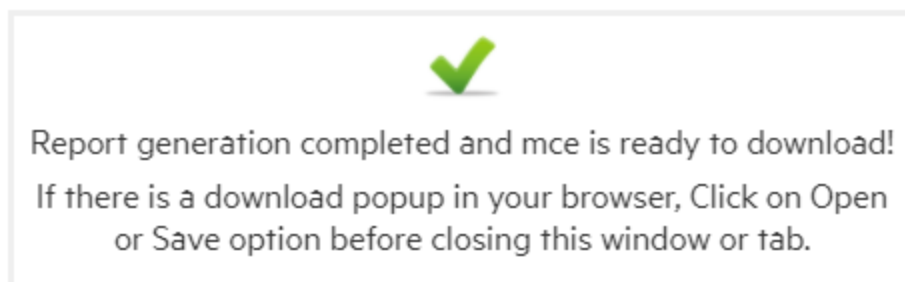 Report generation completed and mce is ready to download!
If there is a download popup in your browser, Click on Open
or Save option before closing this window or tab.